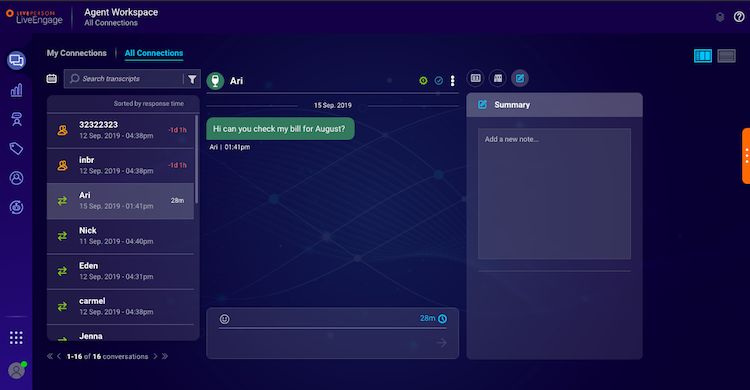 LIVEPERSON
LiveEngage
Agent Workspace
All Connections
My Connections
All Connections
Search transcripts
Sorted by response time
32322323
12 Sep. 2019 - 04:38pm
-1d 1h
inbr
12 Sep. 2019 - 04:38pm
-1d 1h
Ari
15 Sep. 2019 - 01:41pm
28m
Nick
11 Sep. 2019 - 04:40pm
Eden
12 Sep. 2019 - 04:31pm
carmel
12 Sep. 2019 - 04:38pm
Jenna
1-16 of 16 conversations
Ari
15 Sep. 2019
Hi can you check my bill for August?
Ari | 01:41pm
28m
Summary
Add a new note...